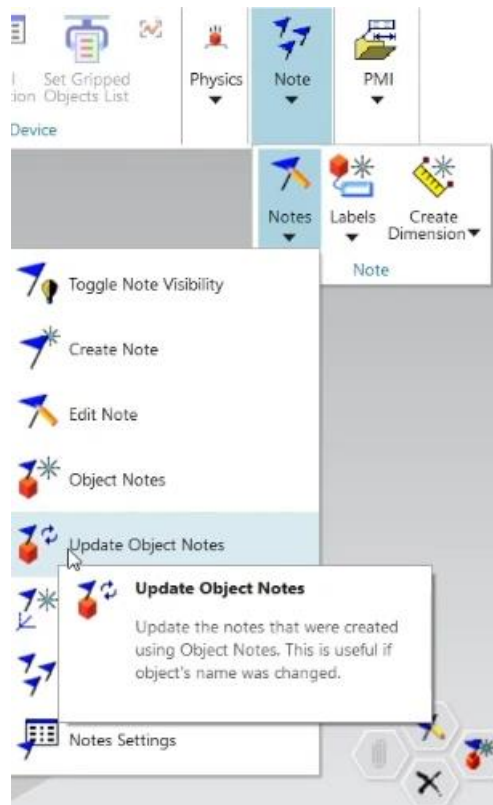 Set Gripped
Objects List
Device
Physics
Note
PMI
Notes
Labels
Create
Dimension
Note
Toggle Note Visibility
Create Note
Edit Note
Object Notes
Update Object Notes
Update Object Notes
Update the notes that were created
using Object Notes. This is useful if
object's name was changed.
Notes Settings